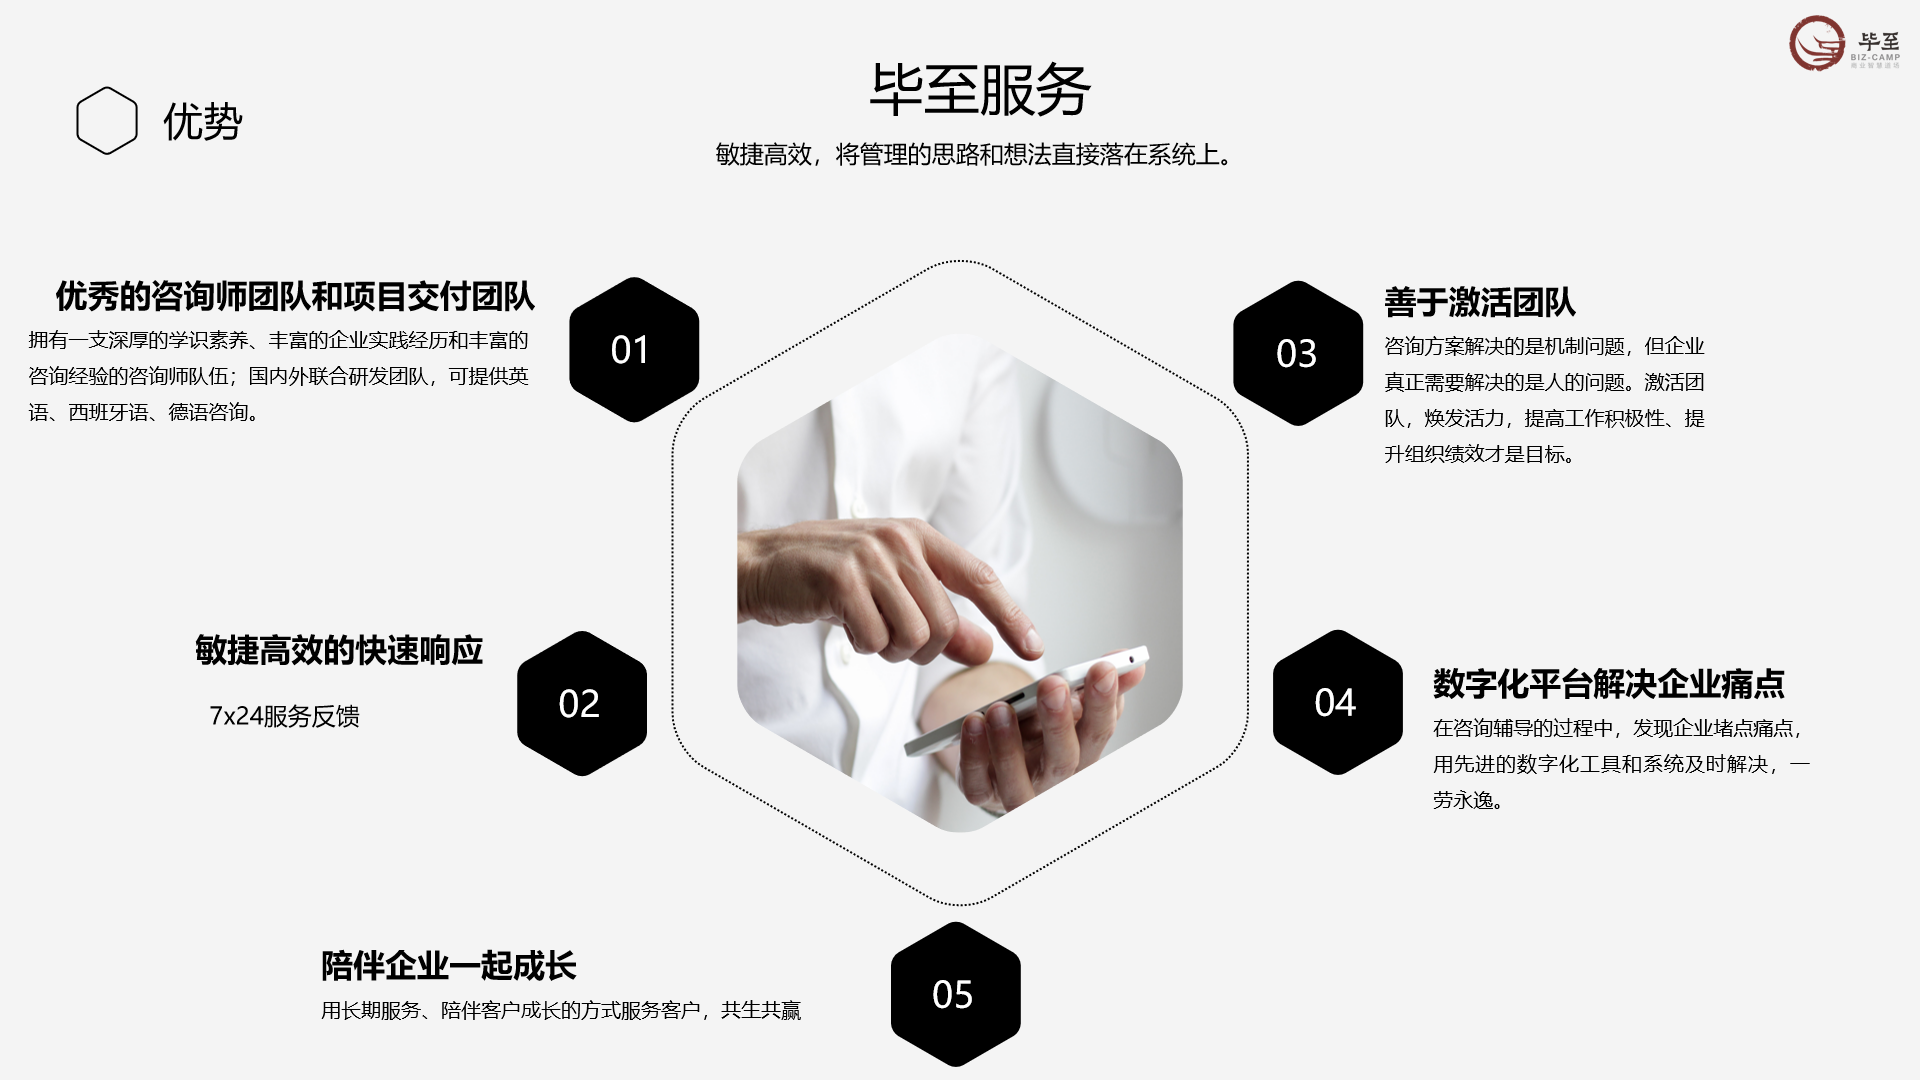 毕至
BIZ-CAMP
商业智慧道场
优势
毕至服务
敏捷高效，将管理的思路和想法直接落在系统上。
优秀的咨询师团队和项目交付团队
拥有一支深厚的学识素养、丰富的企业实践经历和丰富的
咨询经验的咨询师队伍；国内外联合研发团队，可提供英
语、西班牙语、德语咨询。
01
敏捷高效的快速响应
7x24服务反馈
02
善于激活团队
咨询方案解决的是机制问题，但企业
真正需要解决的是人的问题。激活团
队，焕发活力，提高工作积极性、提
升组织绩效才是目标。
03
数字化平台解决企业痛点
在咨询辅导的过程中，发现企业堵点痛点，
用先进的数字化工具和系统及时解决，一
劳永逸。
04
陪伴企业一起成长
用长期服务、陪伴客户成长的方式服务客户，共生共赢
05